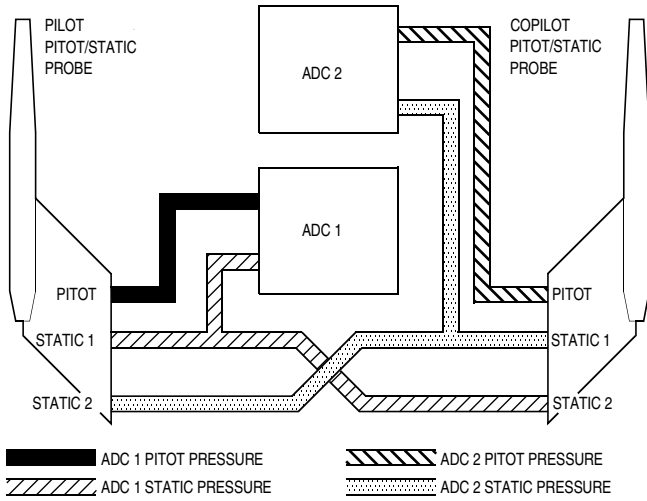 PILOT
PITOT/STATIC
PROBE
COPILOT
PITOT/STATIC
PROBE
ADC 2
ADC 1
PITOT
PITOT
STATIC 1
STATIC 1
STATIC 2
STATIC 2
ADC 1 PITOT PRESSURE
ADC 2 PITOT PRESSURE
ADC 1 STATIC PRESSURE
ADC 2 STATIC PRESSURE